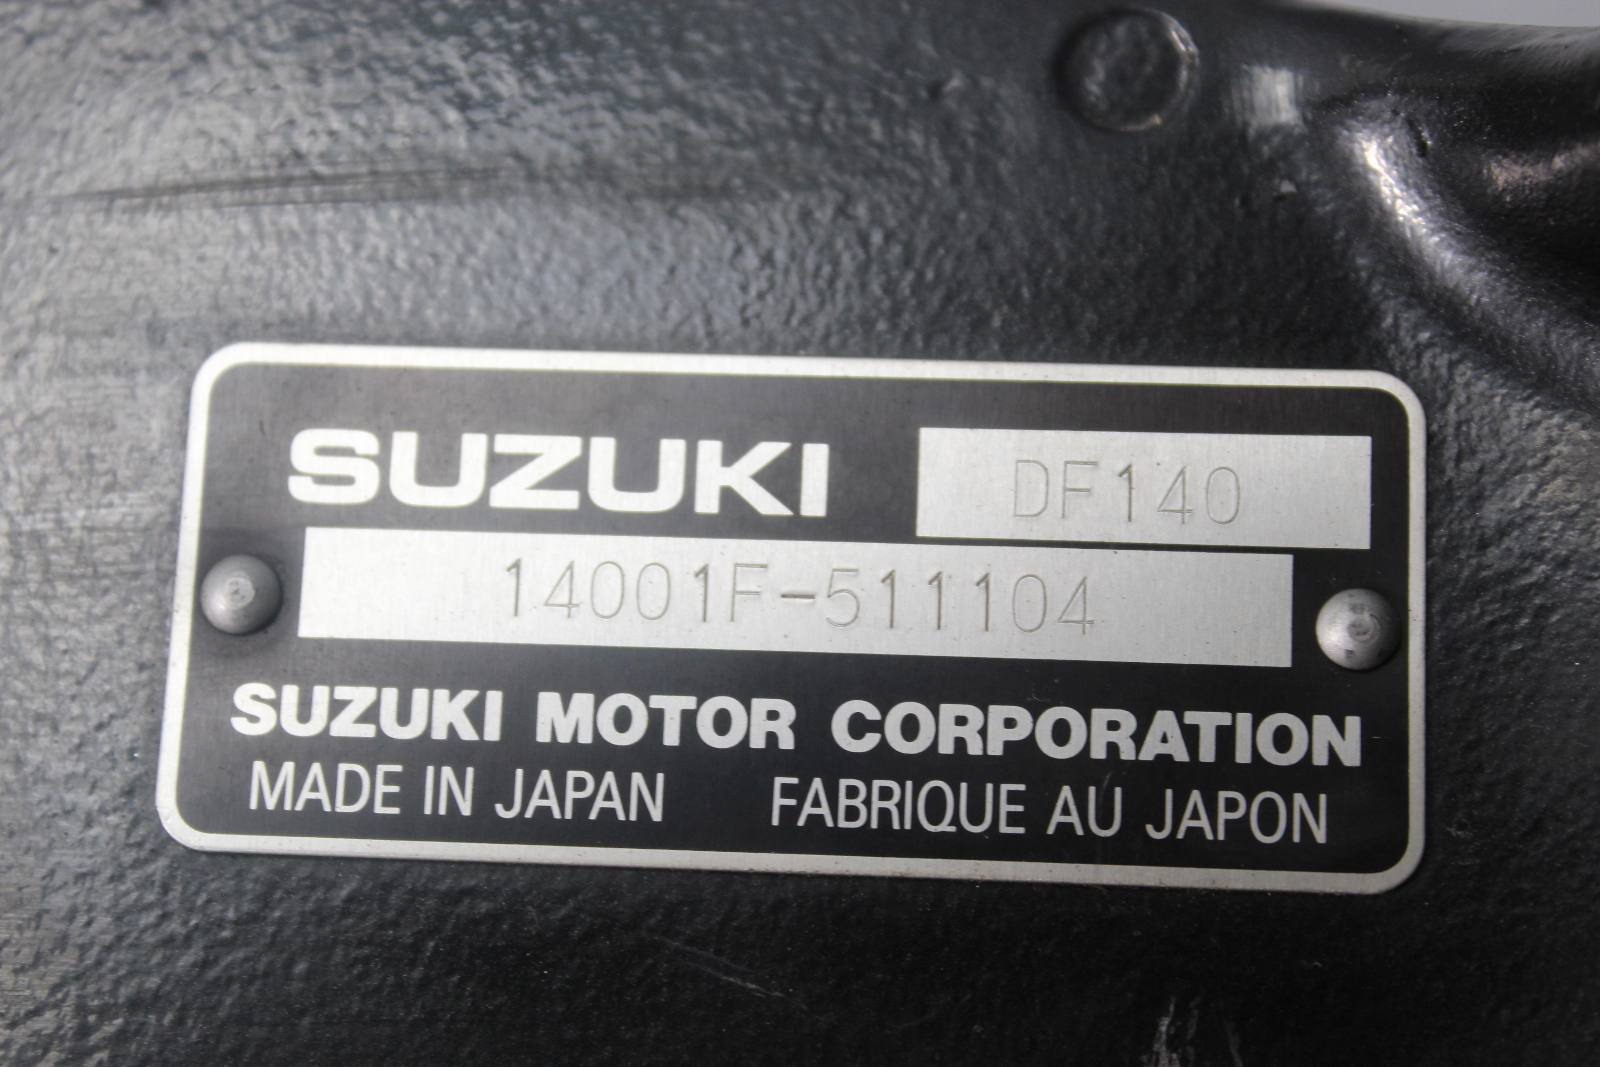 SUZUKI DF140
14001F-511104
SUZUKI MOTOR CORPORATION
MADE IN JAPAN FABRIQUE AU JAPON